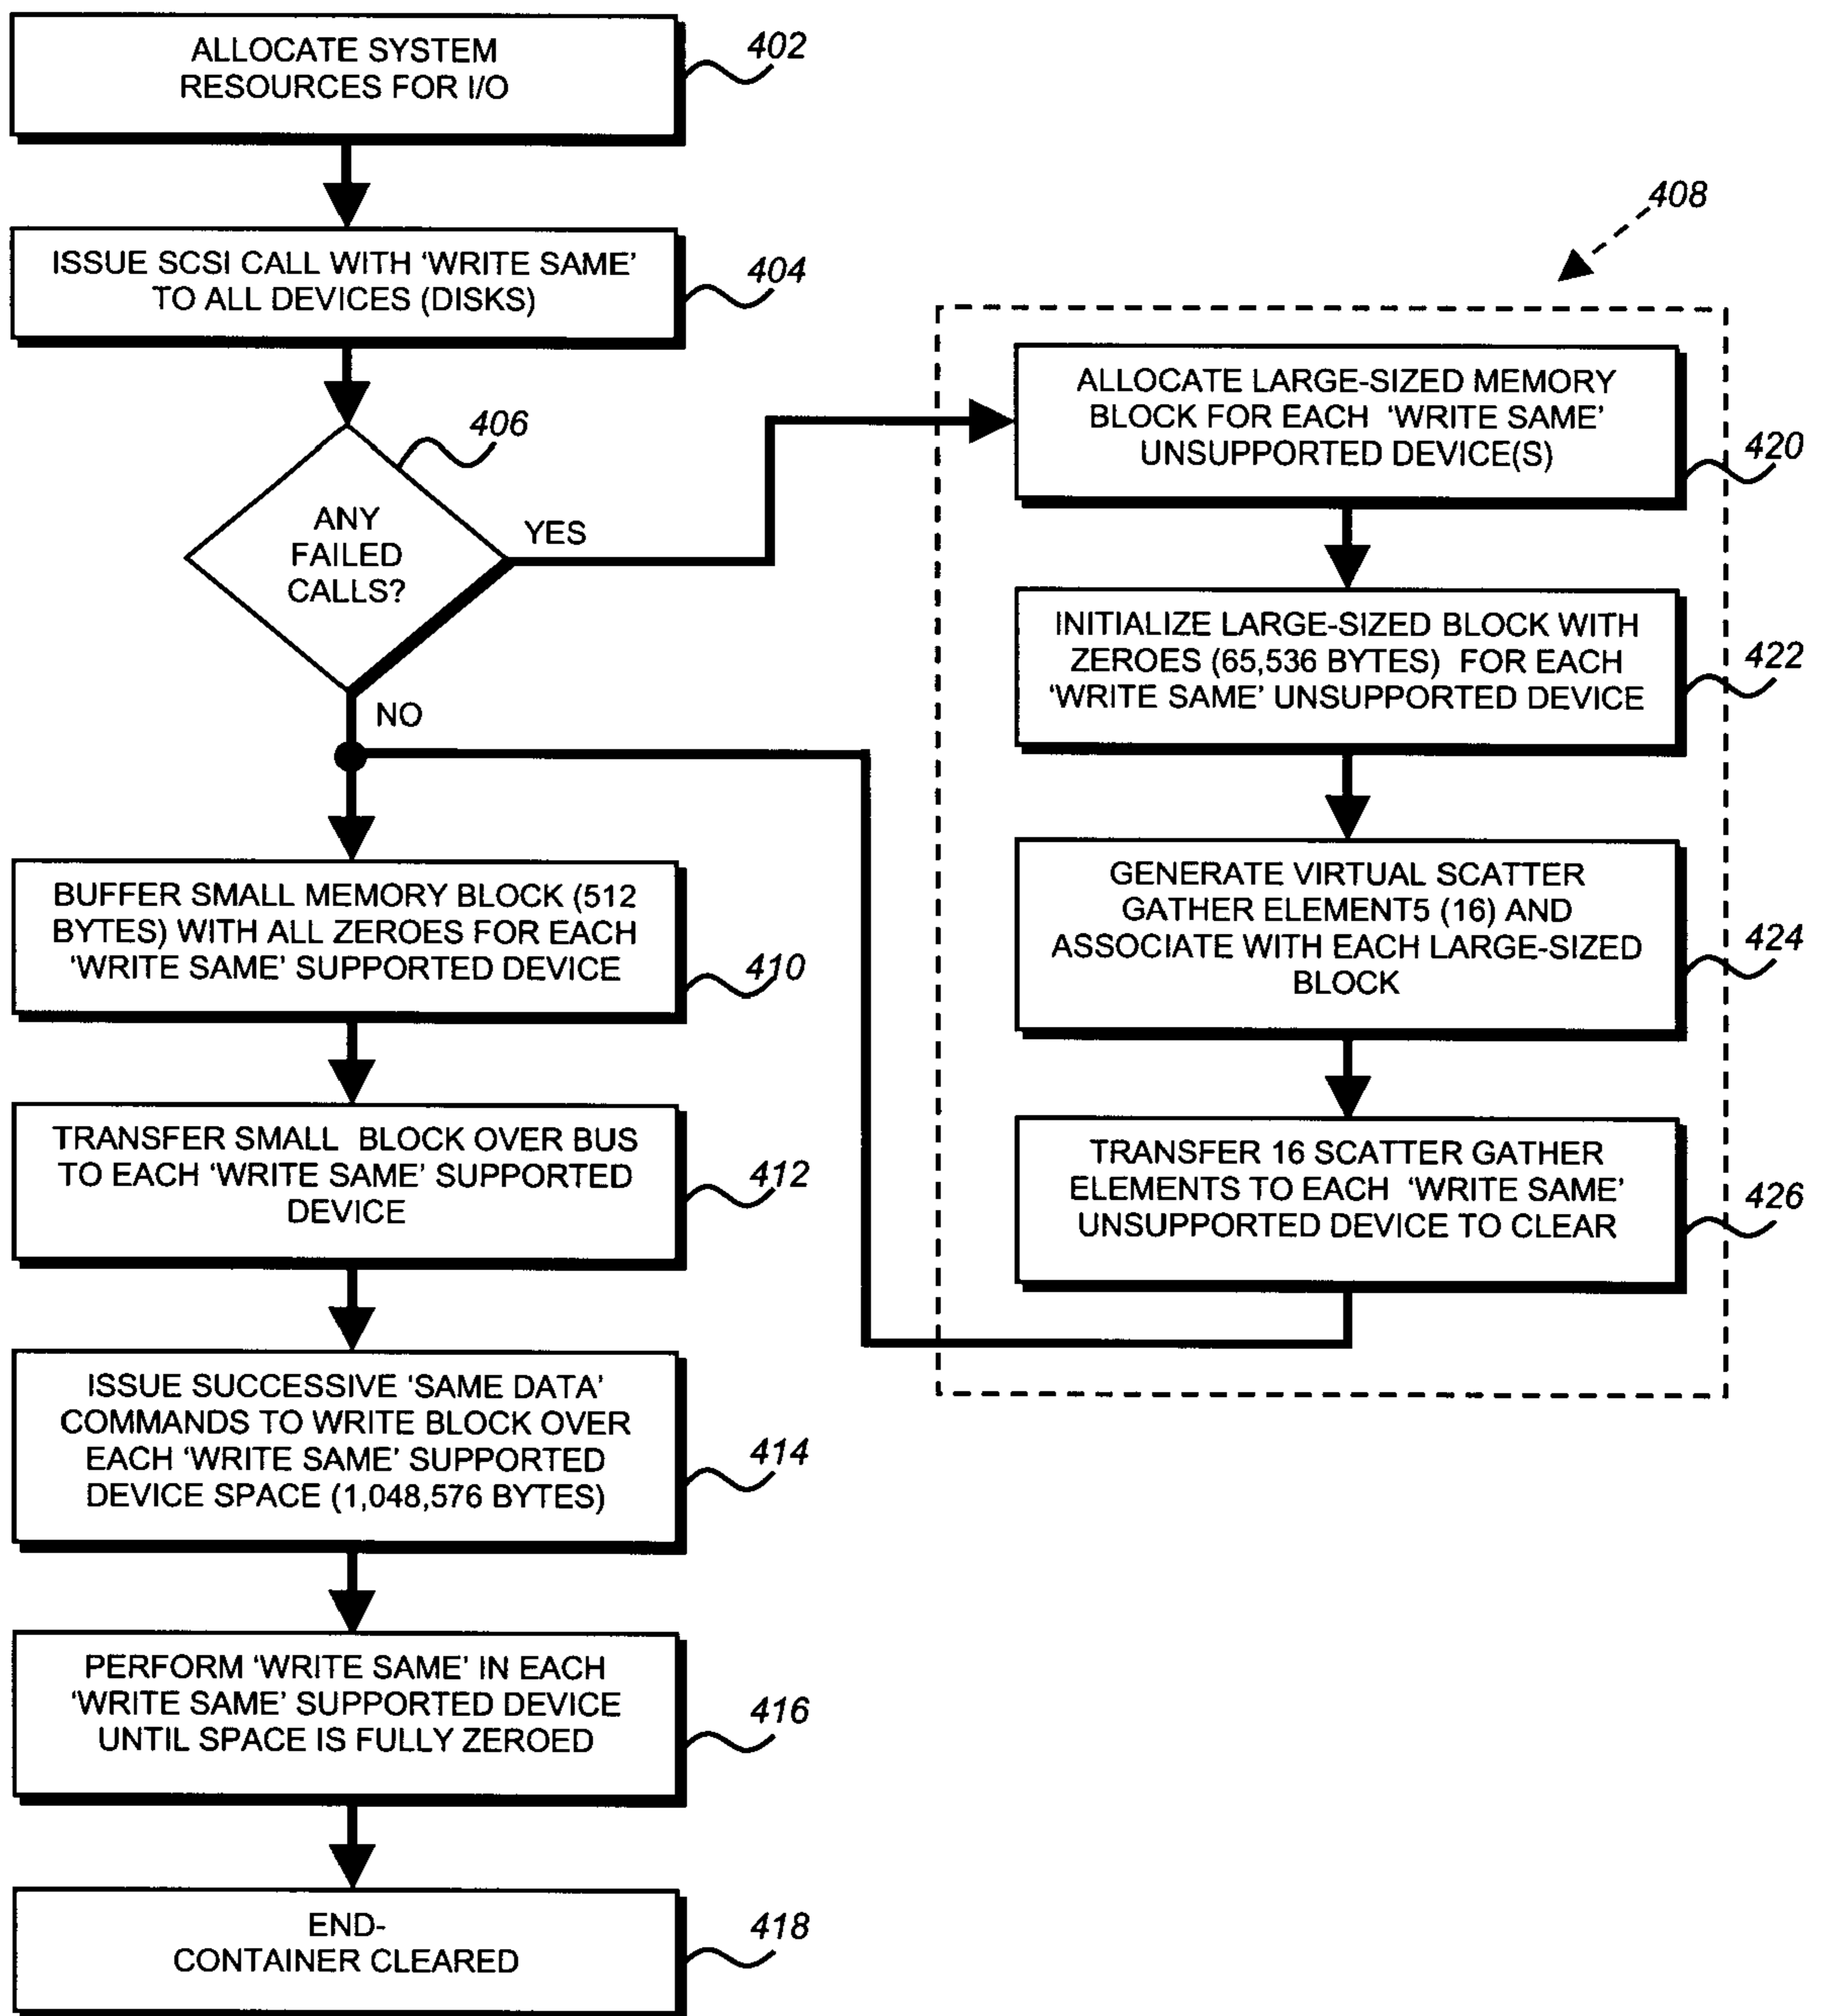 ALLOCATE SYSTEM
RESOURCES FOR I/O
402
ISSUE SCSI CALL WITH ‘WRITE SAME’
TO ALL DEVICES (DISKS)
404
406
ANY
FAILED
CALLS?
YES
NO
408
ALLOCATE LARGE-SIZED MEMORY
BLOCK FOR EACH ‘WRITE SAME’
UNSUPPORTED DEVICE(S)
420
INITIALIZE LARGE-SIZED BLOCK WITH
ZEROES (65,536 BYTES) FOR EACH
‘WRITE SAME’ UNSUPPORTED DEVICE
422
GENERATE VIRTUAL SCATTER
GATHER ELEMENT5 (16) AND
ASSOCIATE WITH EACH LARGE-SIZED
BLOCK
424
TRANSFER 16 SCATTER GATHER
ELEMENTS TO EACH ‘WRITE SAME’
UNSUPPORTED DEVICE TO CLEAR
426
BUFFER SMALL MEMORY BLOCK (512
BYTES) WITH ALL ZEROES FOR EACH
‘WRITE SAME’ SUPPORTED DEVICE
410
TRANSFER SMALL BLOCK OVER BUS
TO EACH ‘WRITE SAME’ SUPPORTED
DEVICE
412
ISSUE SUCCESSIVE ‘SAME DATA’
COMMANDS TO WRITE BLOCK OVER
EACH ‘WRITE SAME’ SUPPORTED
DEVICE SPACE (1,048,576 BYTES)
414
PERFORM ‘WRITE SAME’ IN EACH
‘WRITE SAME’ SUPPORTED DEVICE
UNTIL SPACE IS FULLY ZEROED
416
END-
CONTAINER CLEARED
418